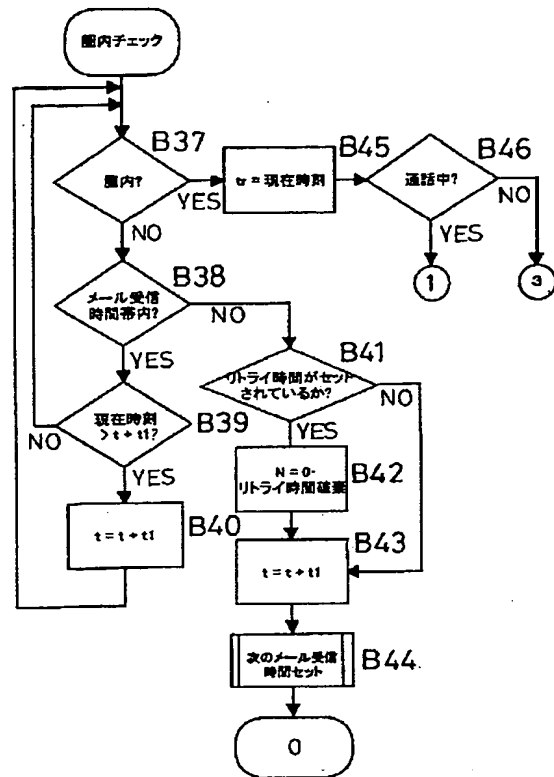 圏内チェック
B37
圏内?
YES
NO
B45
tr = 現在時刻
B46
通話中?
YES
NO
1
3
B38
メール受信
時間帯内?
NO
YES
B39
現在時刻
> t + t1?
NO
YES
B40
t = t + t1
B41
リトライ時間がセット
されているか?
NO
YES
B42
N = 0-
リトライ時間破棄
B43
t = t + t1
B44
次のメール受信
時間セット
0